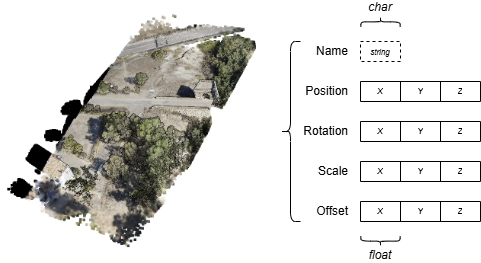 char
Name string
Position X Y Z
Rotation X Y Z
Scale X Y Z
Offset X Y Z
float